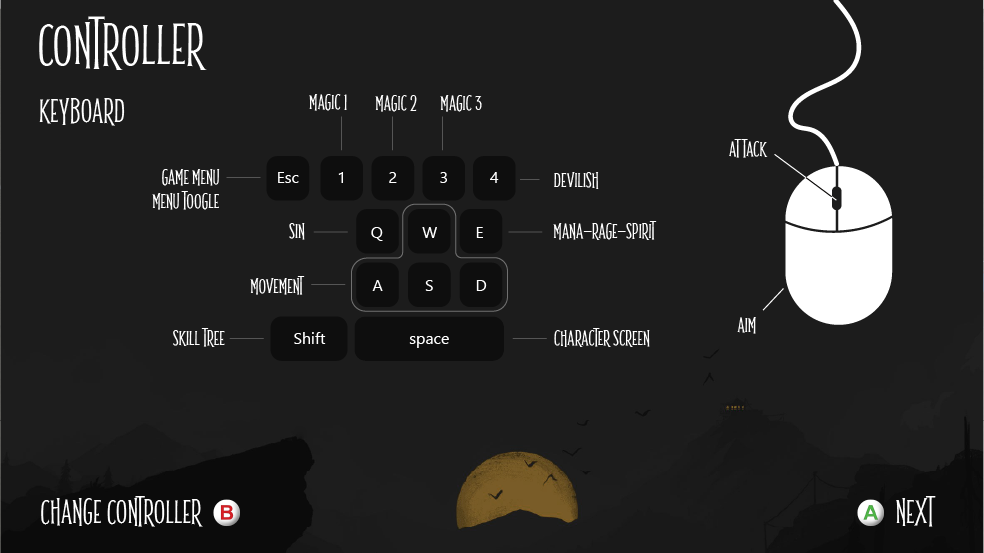 CONTROLLER
KEYBOARD
MAGIC 1 MAGIC 2 MAGIC 3
GAME MENU
MENU TOOGLE
Esc 1 2 3 4
DEVILISH
SIN
Q W E
MANA-RAGE-SPIRIT
MOVEMENT
A S D
SKILL TREE
Shift space
CHARACTER SCREEN
ATTACK
AIM
CHANGE CONTROLLER B
A NEXT